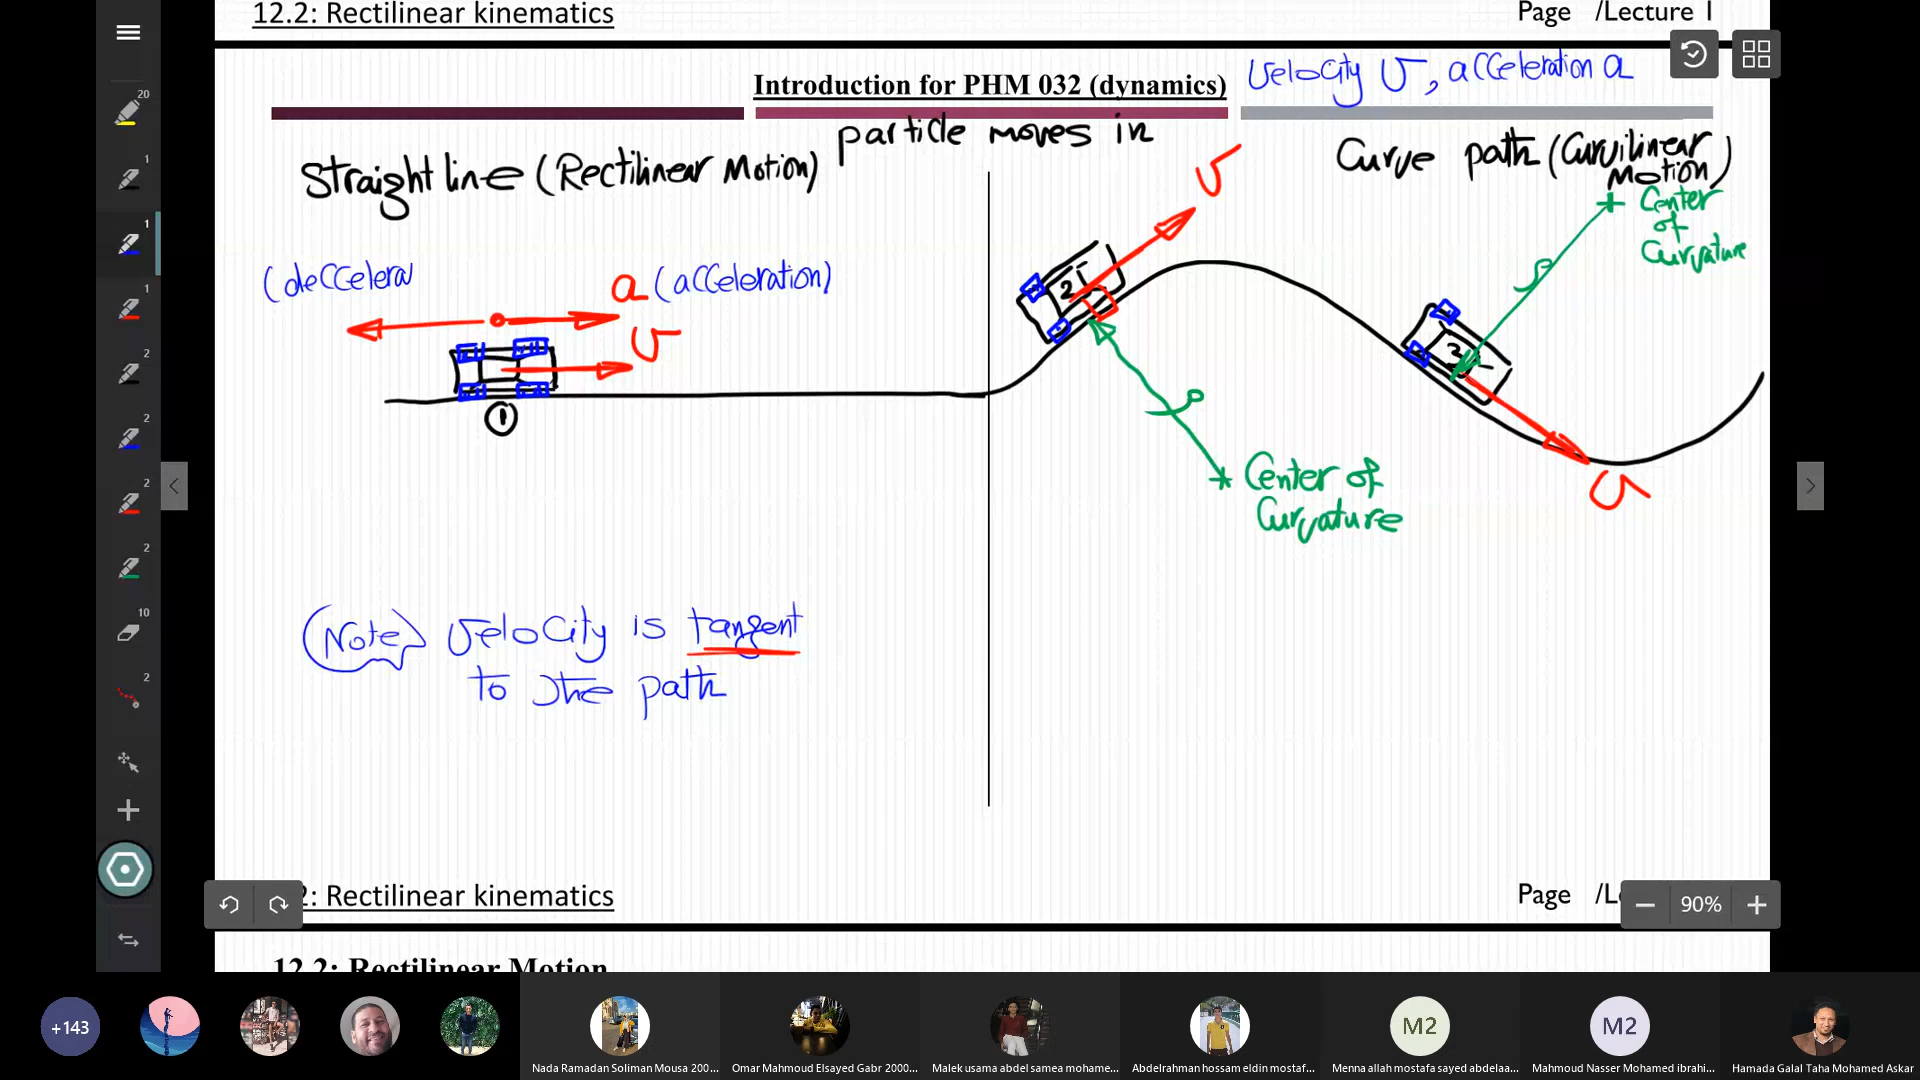 12.2: Rectilinear kinematics
Page /Lecture 1
Introduction for PHM 032 (dynamics)
velocity v, acceleration a
particle moves in
Straight line (Rectilinear Motion)
Curve path (Curvilinear
Motion)
Center
of
Curvature
(deccelera
a (acceleration)
v
v
1
2
3
ρ
ρ
v
Center of
Curvature
(Note) velocity is tangent
to the path
2: Rectilinear kinematics
Page /L
12.2: Rectilinear Motion
20
1
1
1
2
2
2
2
10
2
90%
+143
Nada Ramadan Soliman Mousa 200...
Omar Mahmoud Elsayed Gabr 2000...
Malek usama abdel samea mohame...
Abdelrahman hossam eldin mostaf...
M2
Menna allah mostafa sayed abdelaa...
M2
Mahmoud Nasser Mohamed ibrahi...
Hamada Galal Taha Mohamed Askar